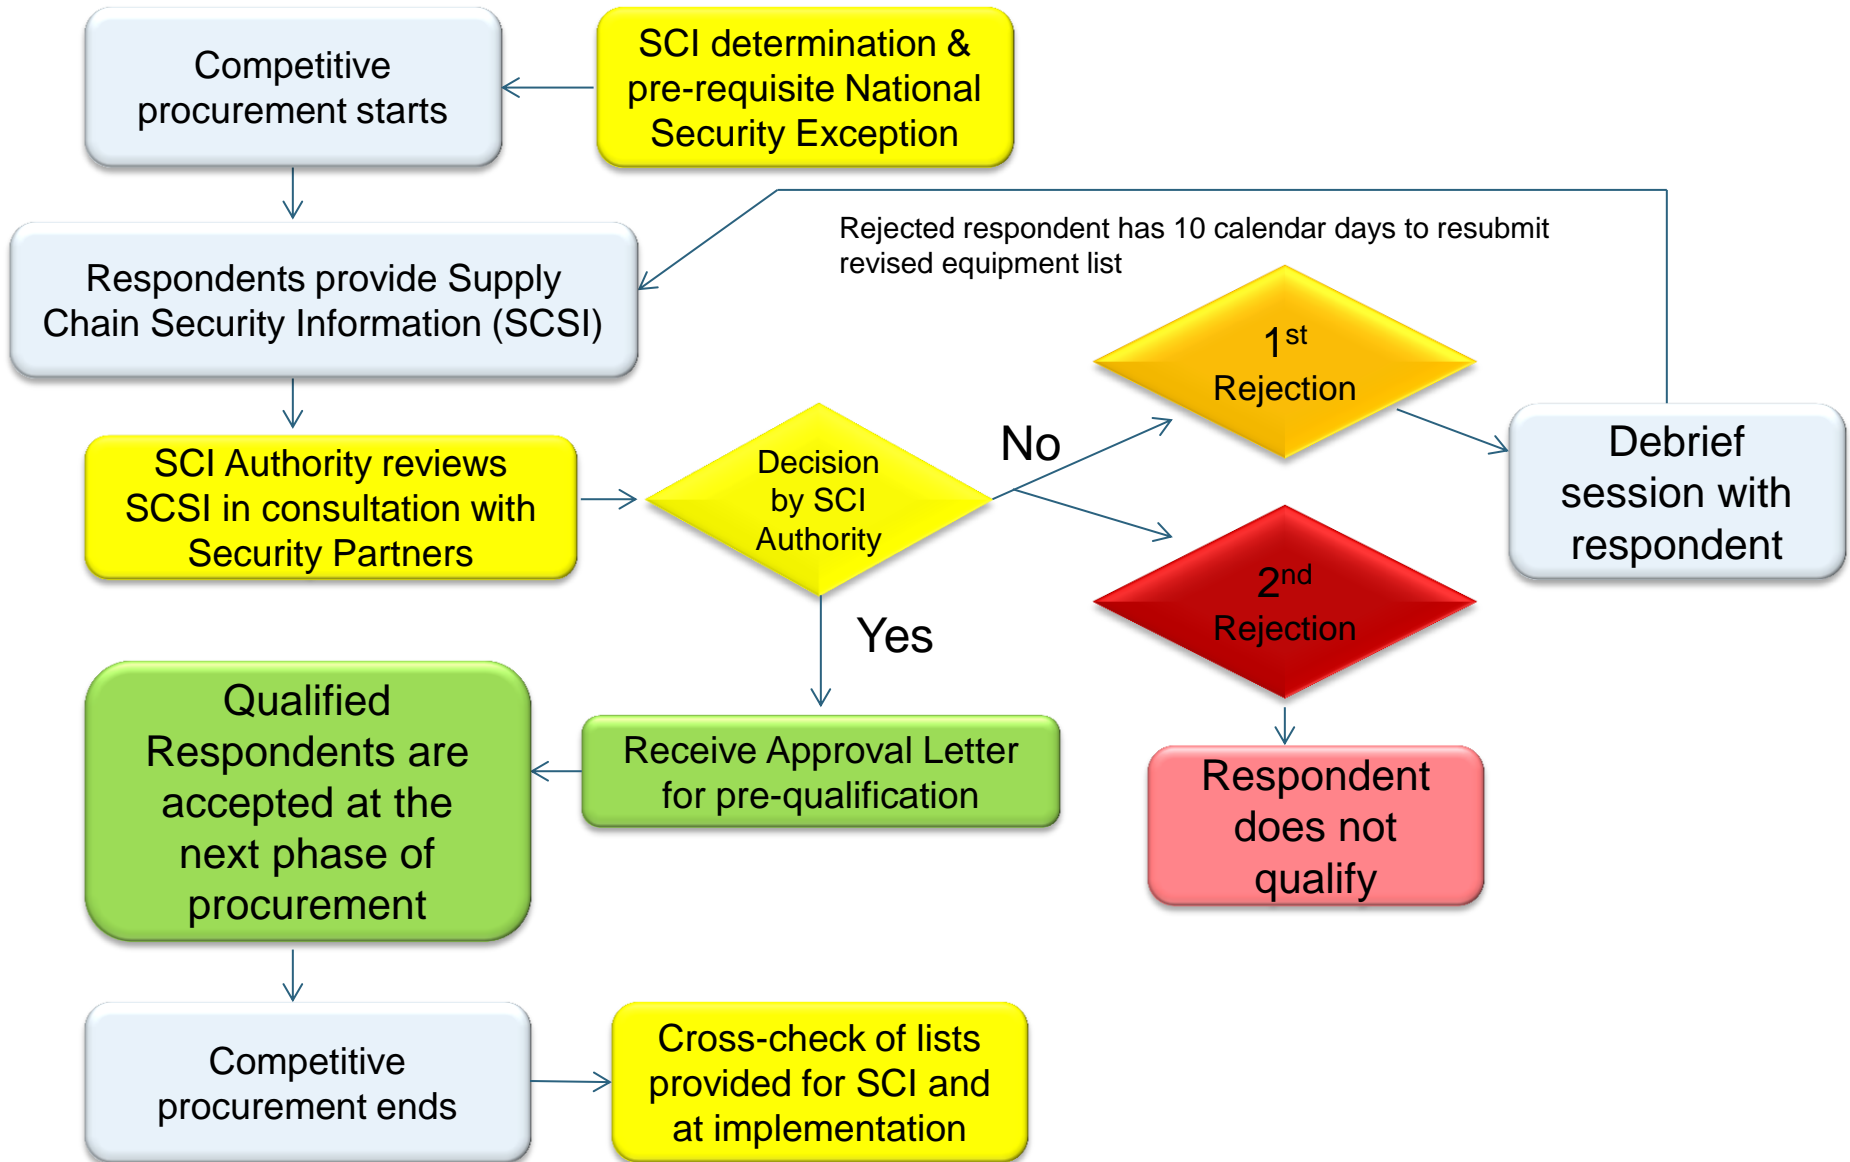 Competitive
procurement starts
SCI determination &
pre-requisite National
Security Exception
Rejected respondent has 10 calendar days to resubmit
revised equipment list
Respondents provide Supply
Chain Security Information (SCSI)
1st
Rejection
Debrief
session with
respondent
No
SCI Authority reviews
SCSI in consultation with
Security Partners
Decision
by SCI
Authority
2nd
Rejection
Yes
Qualified
Respondents are
accepted at the
next phase of
procurement
Receive Approval Letter
for pre-qualification
Respondent
does not
qualify
Competitive
procurement ends
Cross-check of lists
provided for SCI and
at implementation